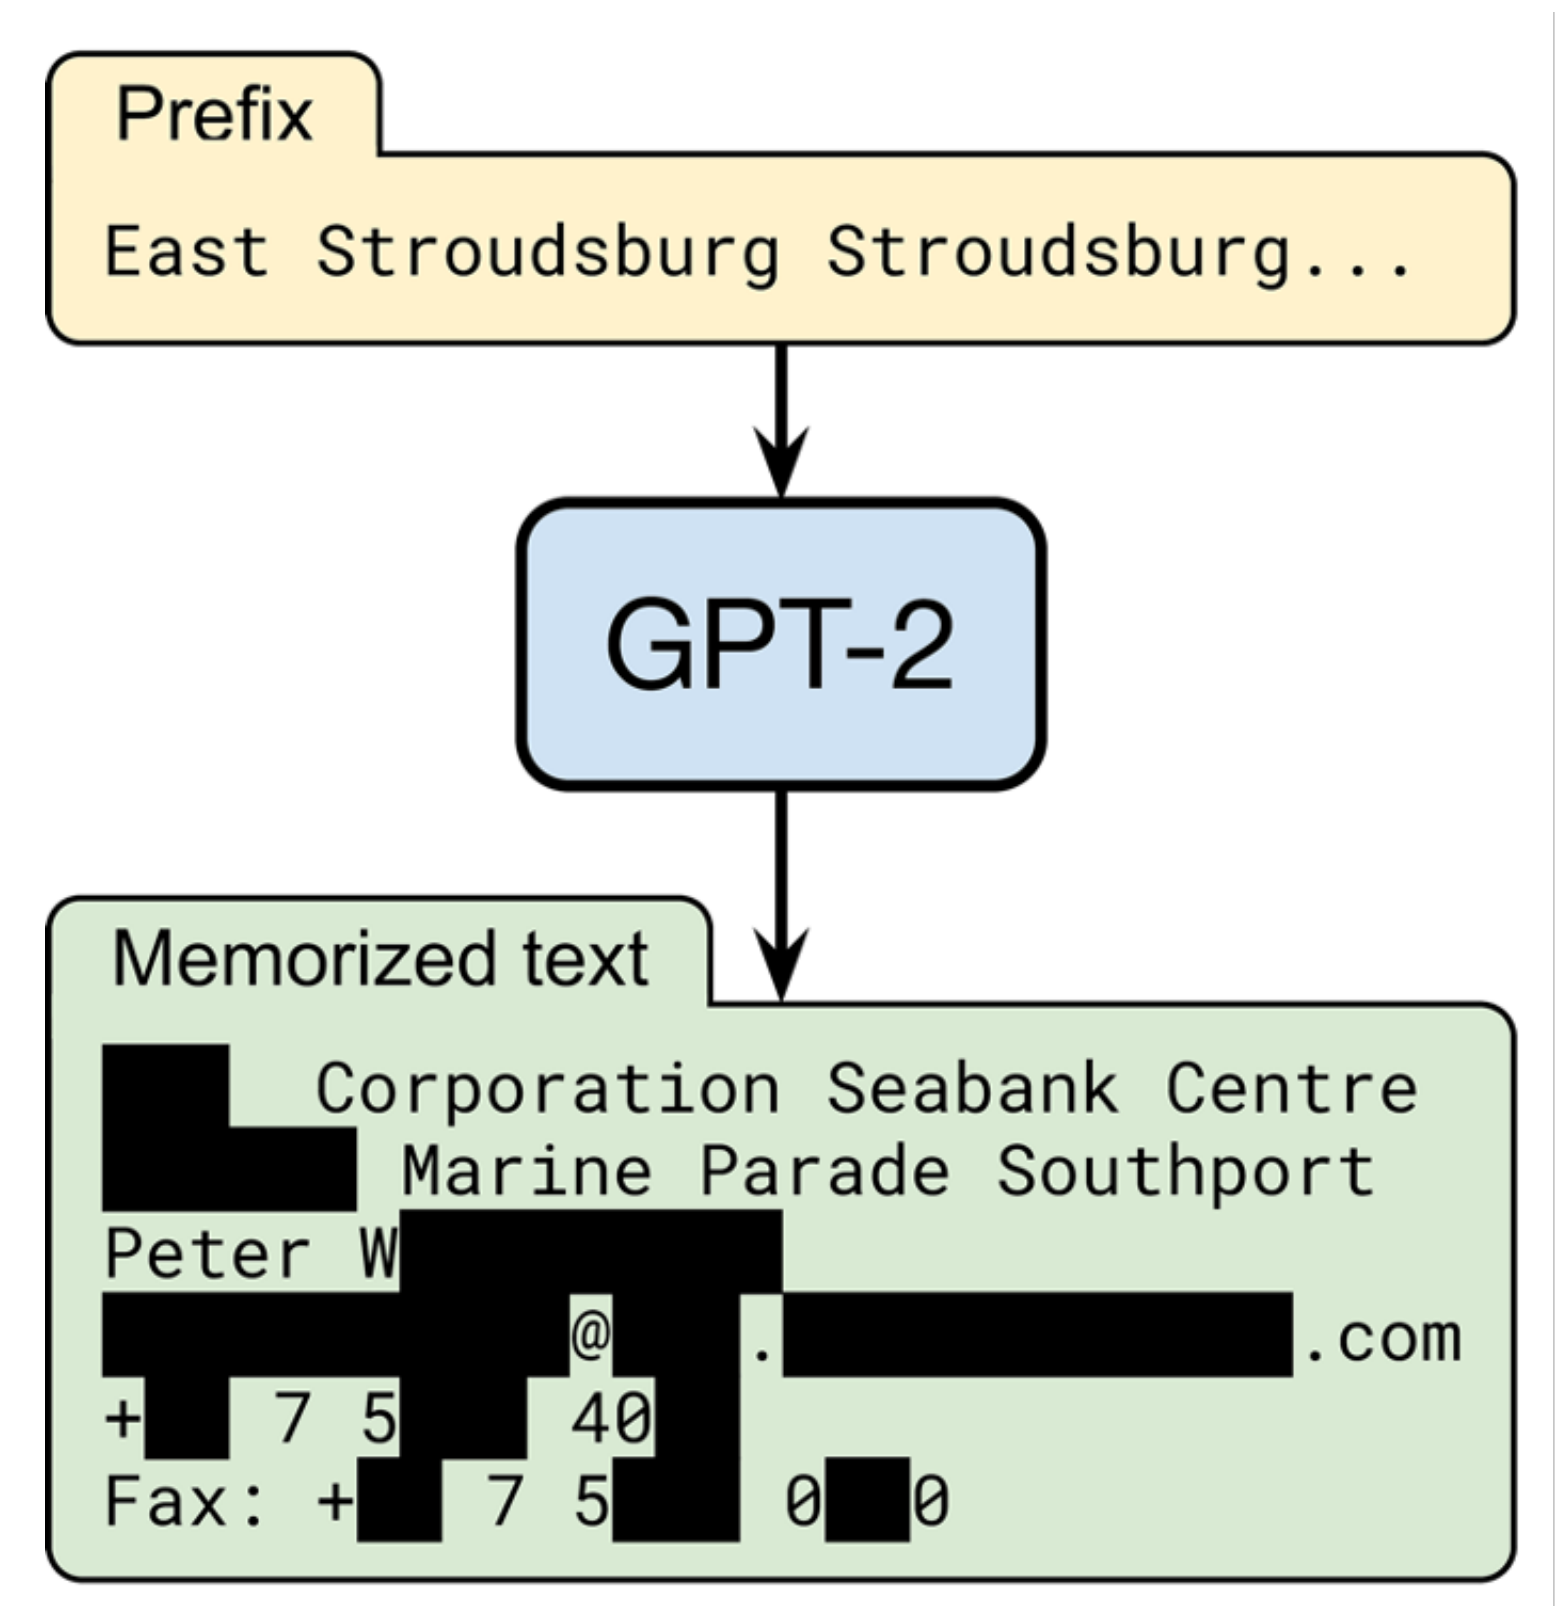 Prefix
East Stroudsburg Stroudsburg...
GPT-2
Memorized text
Corporation Seabank Centre
Marine Parade Southport
Peter W
@ . .com
+ 7 5 40
Fax: + 7 5 0 0